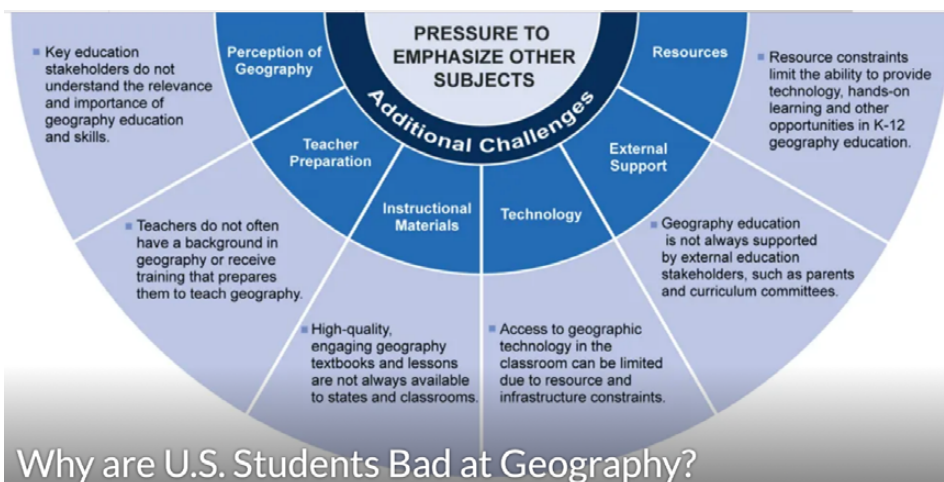 PRESSURE TO
EMPHASIZE OTHER
SUBJECTS
Additional Challenges
Perception of
Geography
Key education
stakeholders do not
understand the relevance
and importance of
geography education
and skills.
Teacher
Preparation
Teachers do not often
have a background in
geography or receive
training that prepares
them to teach geography.
Instructional
Materials
High-quality,
engaging geography
textbooks and lessons
are not always available
to states and classrooms.
Technology
Access to geographic
technology in the
classroom can be limited
due to resource and
infrastructure constraints.
External
Support
Geography education
is not always supported
by external education
stakeholders, such as parents
and curriculum committees.
Resources
Resource constraints
limit the ability to provide
technology, hands-on
learning and other
opportunities in K-12
geography education.
Why are U.S. Students Bad at Geography?